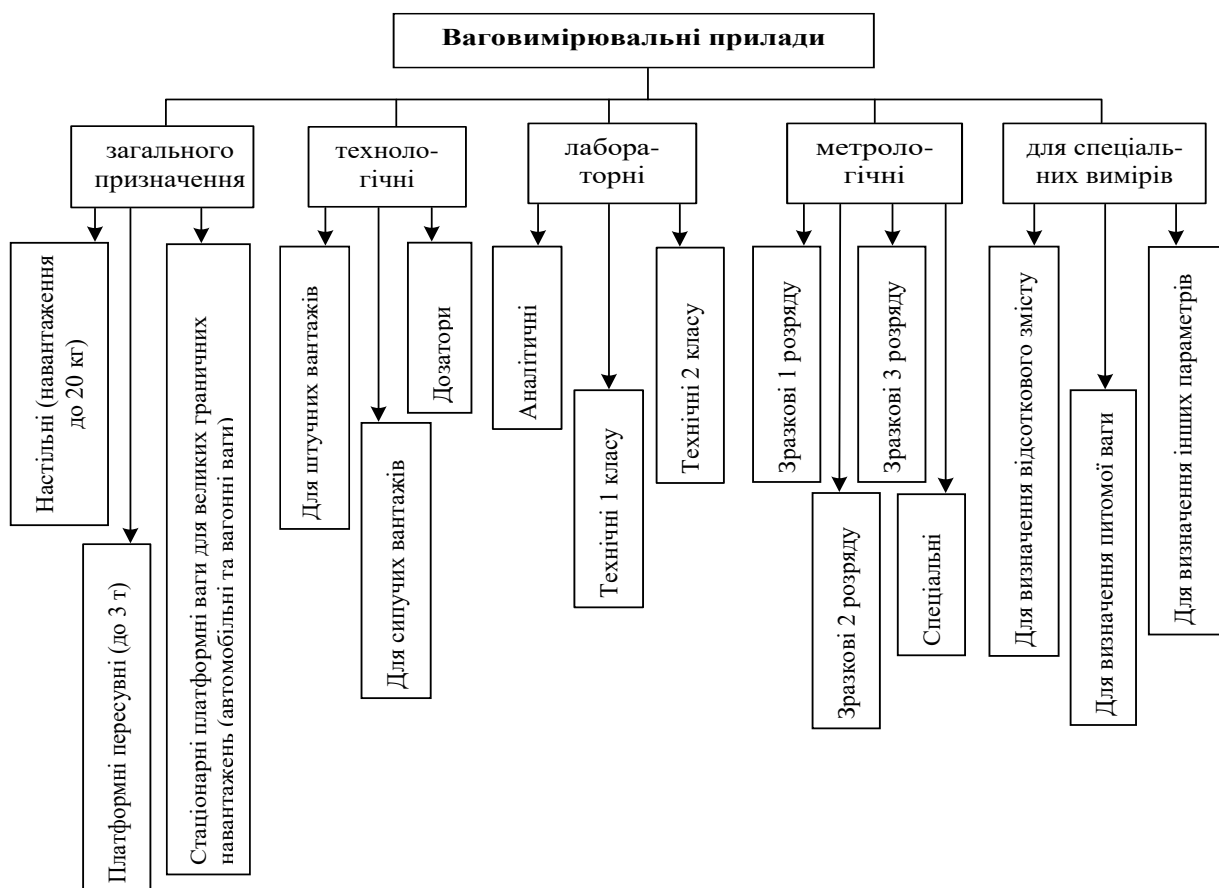 Ваговимірювальні прилади
загального
призначення
техноло-
гічні
лабора-
торні
метроло-
гічні
для спеціаль-
них вимірів
Настільні (навантаження
до 20 кг)
Платформні пересувні (до 3 т)
Стаціонарні платформні ваги для великих граничних
навантажень (автомобільні та вагонні ваги)
Для штучних вантажів
Для сипучих вантажів
Дозатори
Аналітичні
Технічні 1 класу
Технічні 2 класу
Зразкові 1 розряду
Зразкові 2 розряду
Зразкові 3 розряду
Спеціальні
Для визначення відсоткового змісту
Для визначення питомої ваги
Для визначення інших параметрів